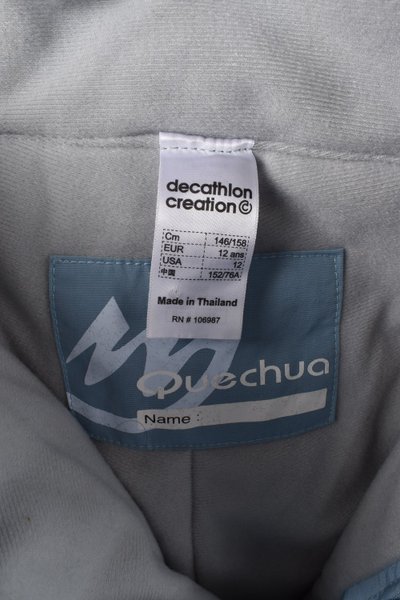 decathlon
creation©
Cm 146/158
EUR 12 ans
USA 12
中国 152/76A
Made in Thailand
RN # 106987
Quechua
Name :